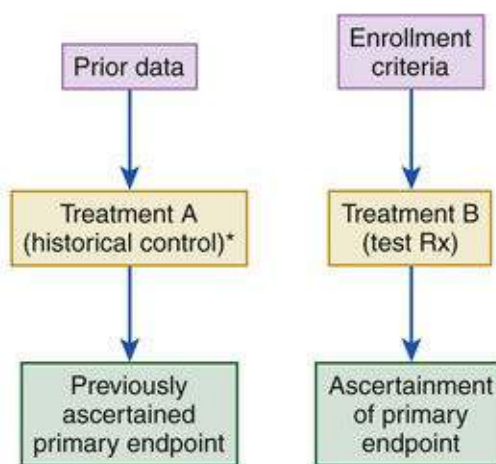 Prior data
Enrollment
criteria
Treatment A
(historical control)*
Treatment B
(test Rx)
Previously
ascertained
primary endpoint
Ascertainment
of primary
endpoint